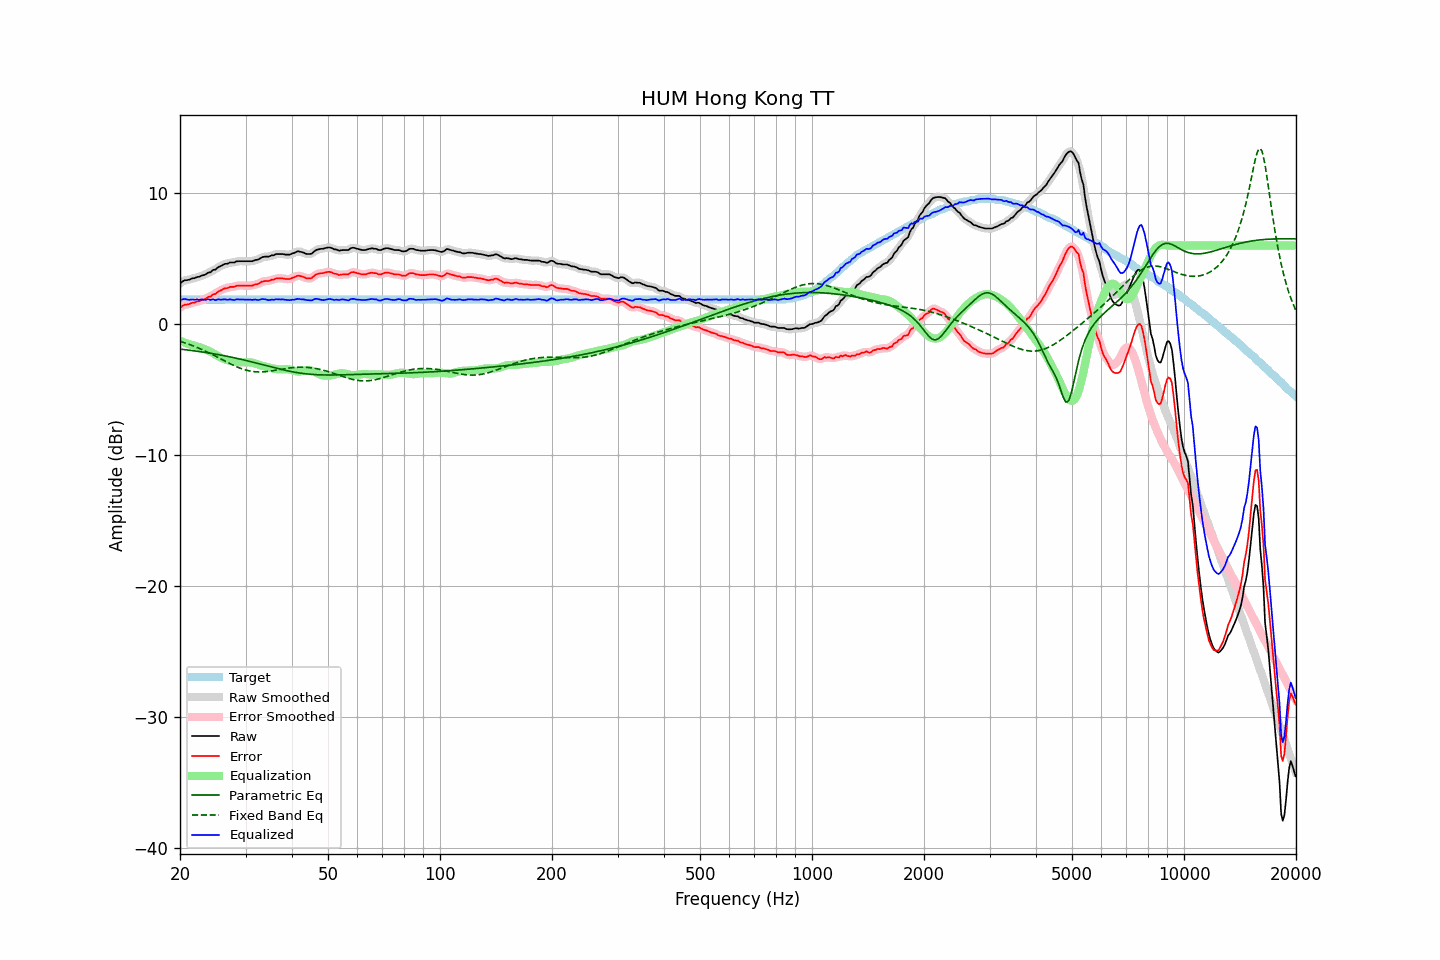 HUM Hong Kong TT
Amplitude (dBr)
10
0
−10
−20
−30
−40
Target
Raw Smoothed
Error Smoothed
Raw
Error
Equalization
Parametric Eq
Fixed Band Eq
Equalized
20 50 100 200 500 1000 2000 5000 10000 20000
Frequency (Hz)